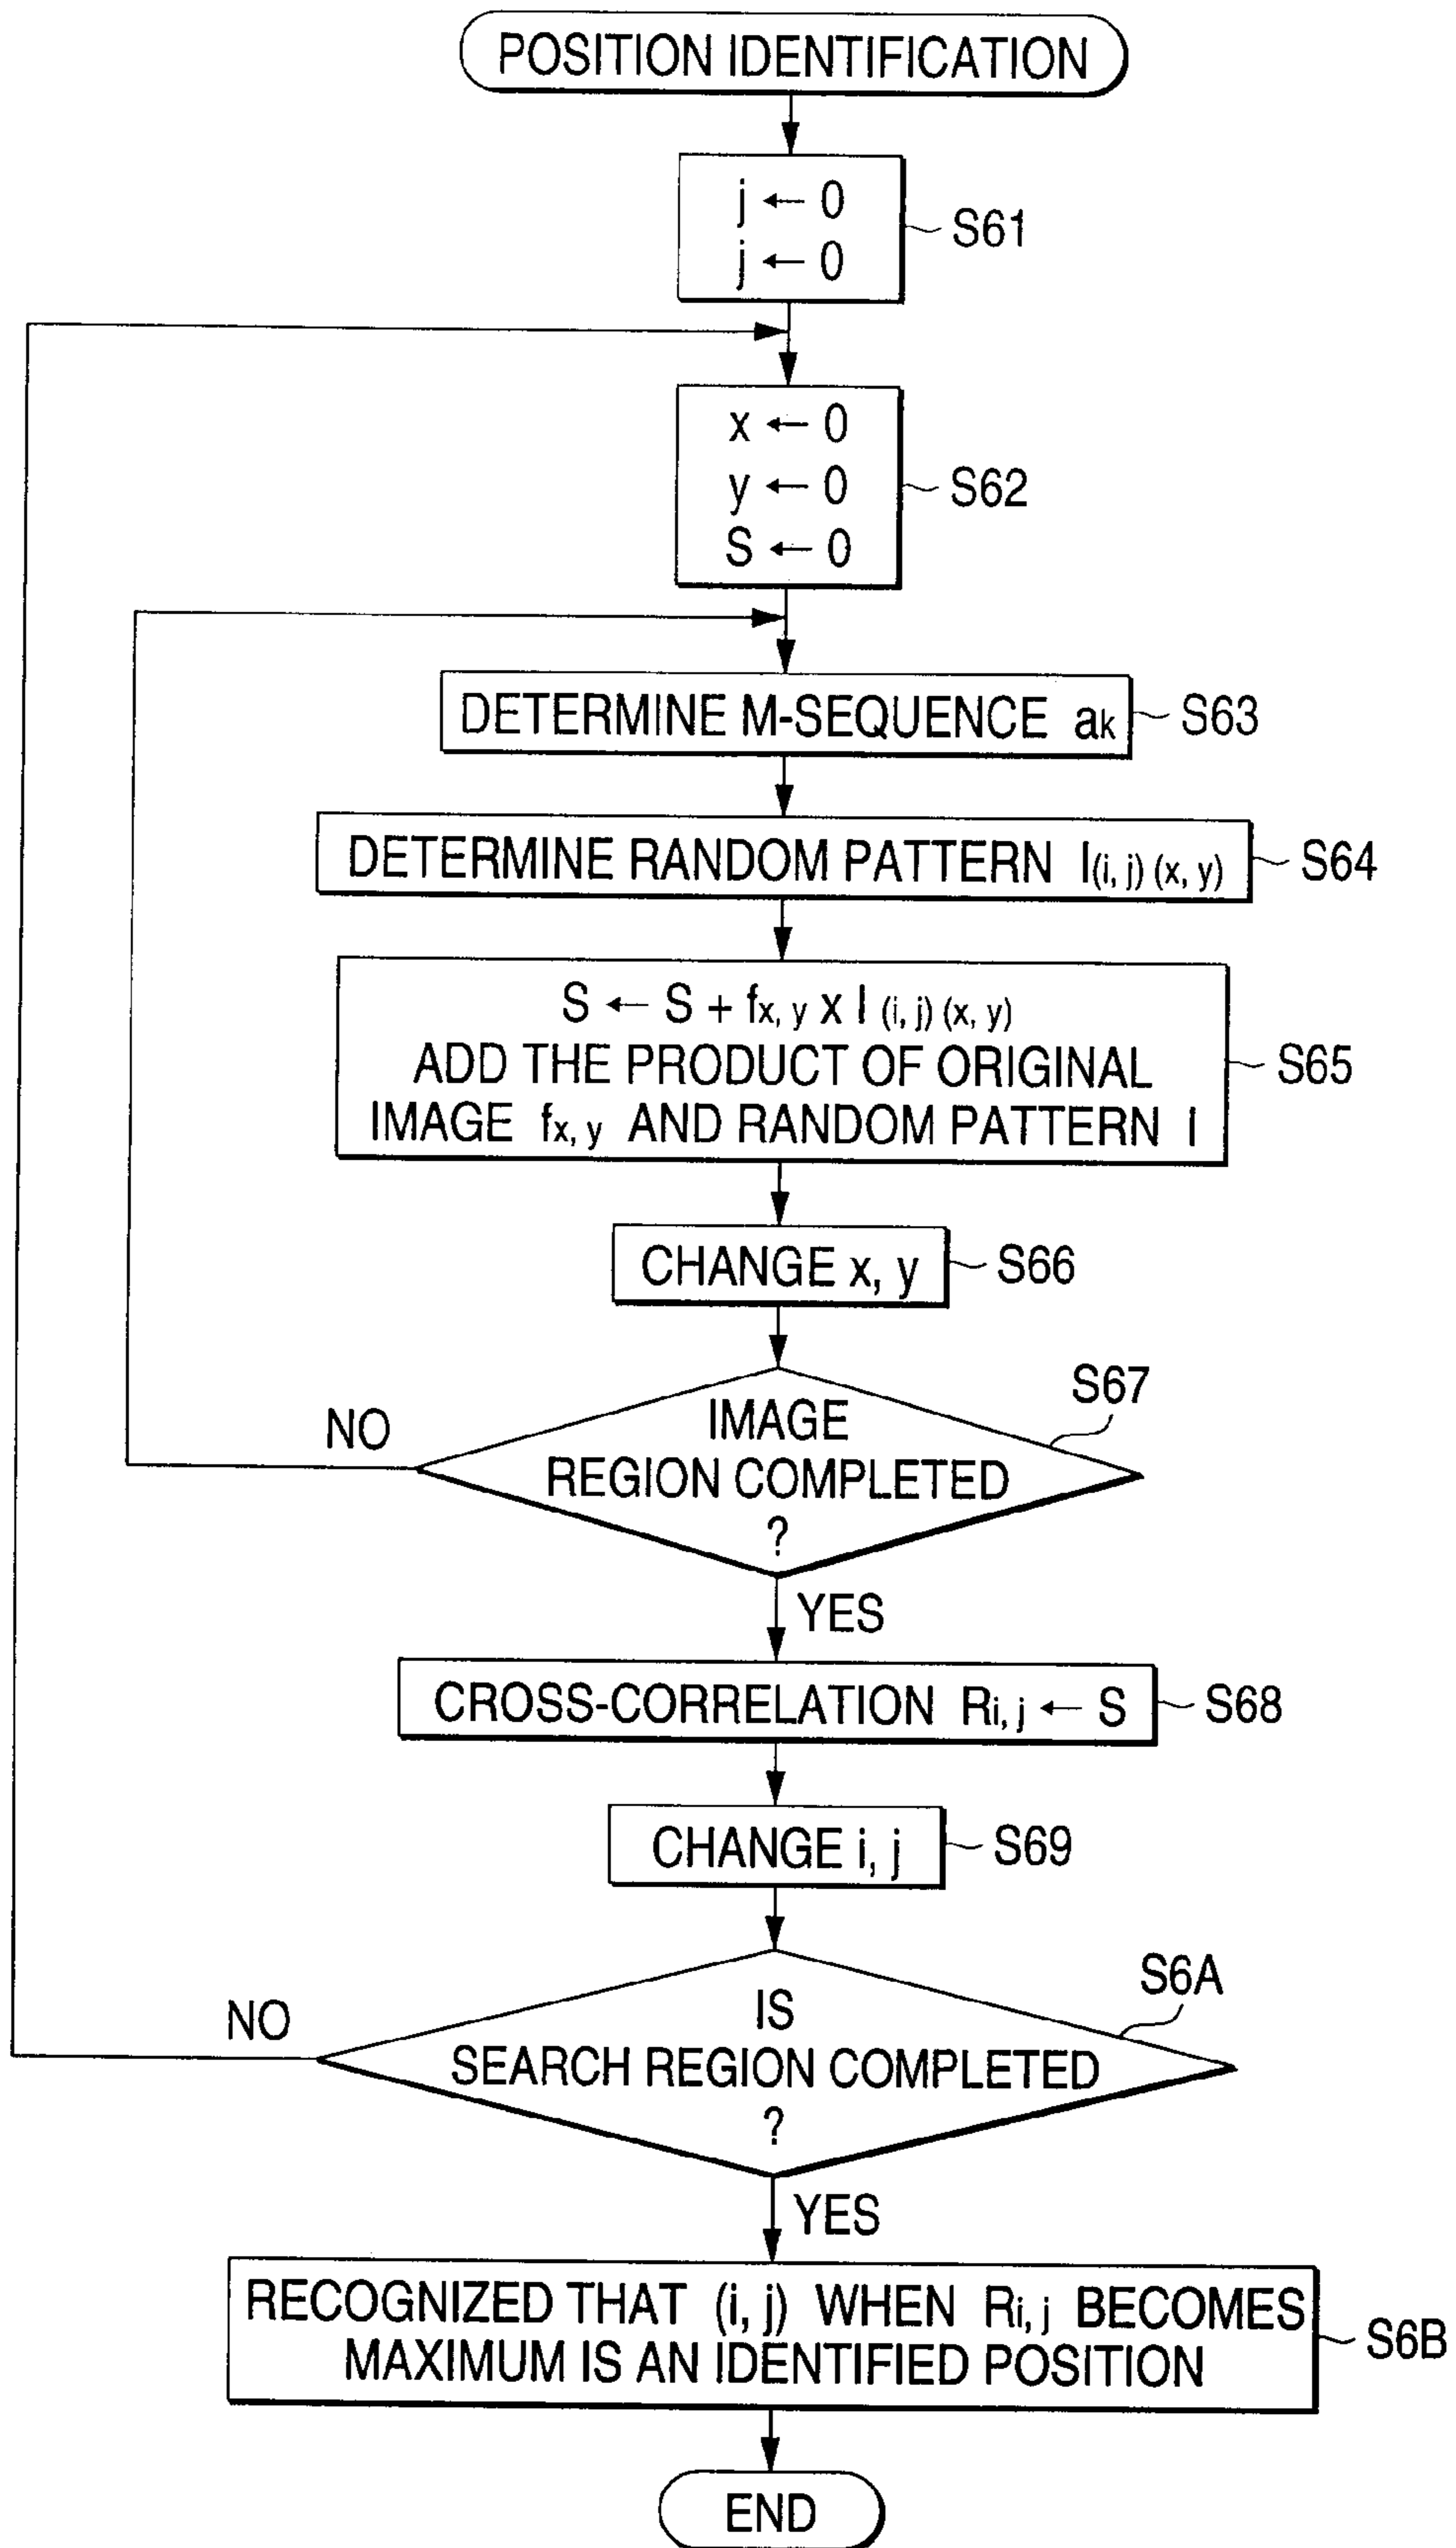 POSITION IDENTIFICATION
j ← 0
j ← 0
S61
x ← 0
y ← 0
S ← 0
S62
DETERMINE M-SEQUENCE ak
S63
DETERMINE RANDOM PATTERN I(i, j) (x, y)
S64
S ← S + fx, y x I (i, j) (x, y)
ADD THE PRODUCT OF ORIGINAL
IMAGE fx, y AND RANDOM PATTERN I
S65
CHANGE x, y
S66
S67
IMAGE
REGION COMPLETED
?
NO
YES
CROSS-CORRELATION Ri, j ← S
S68
CHANGE i, j
S69
S6A
IS
SEARCH REGION COMPLETED
?
NO
YES
RECOGNIZED THAT (i, j) WHEN Ri, j BECOMES
MAXIMUM IS AN IDENTIFIED POSITION
S6B
END